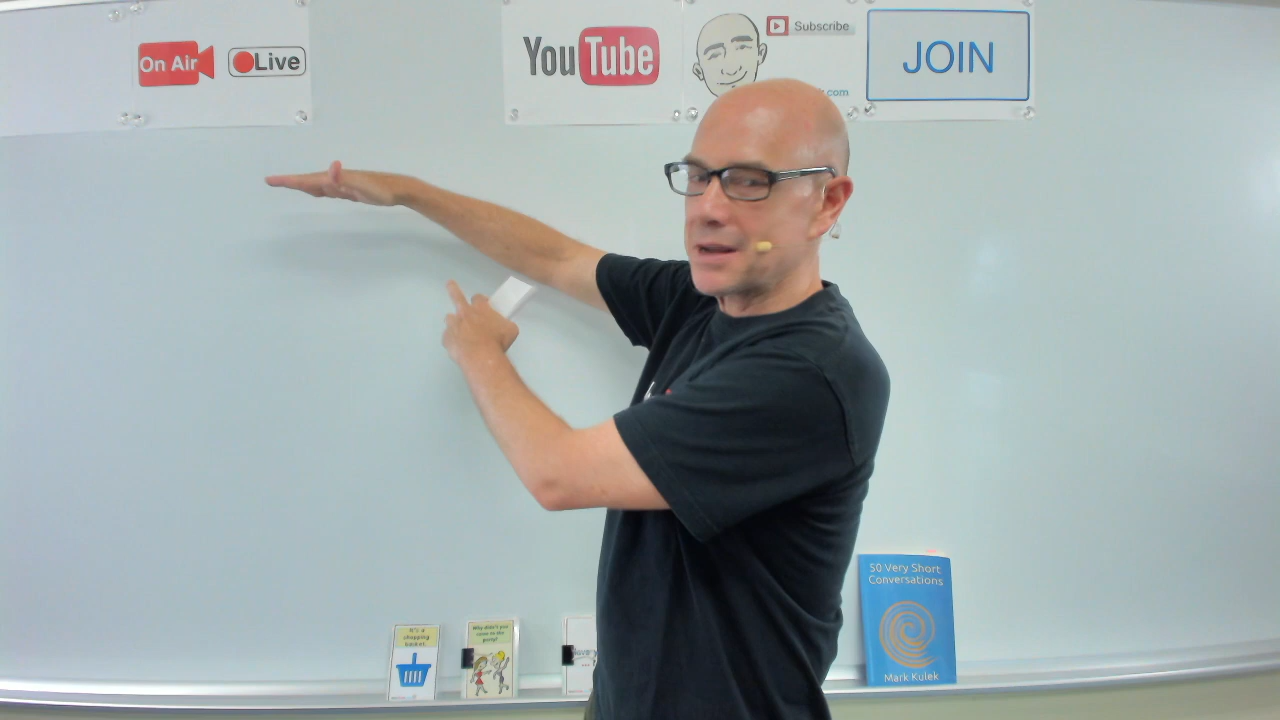 On Air
Live
YouTube
Subscribe
.com
JOIN
50 Very Short
Conversations
Mark Kulek
It's a
shopping
basket.
Why didn't you
come to the
party?